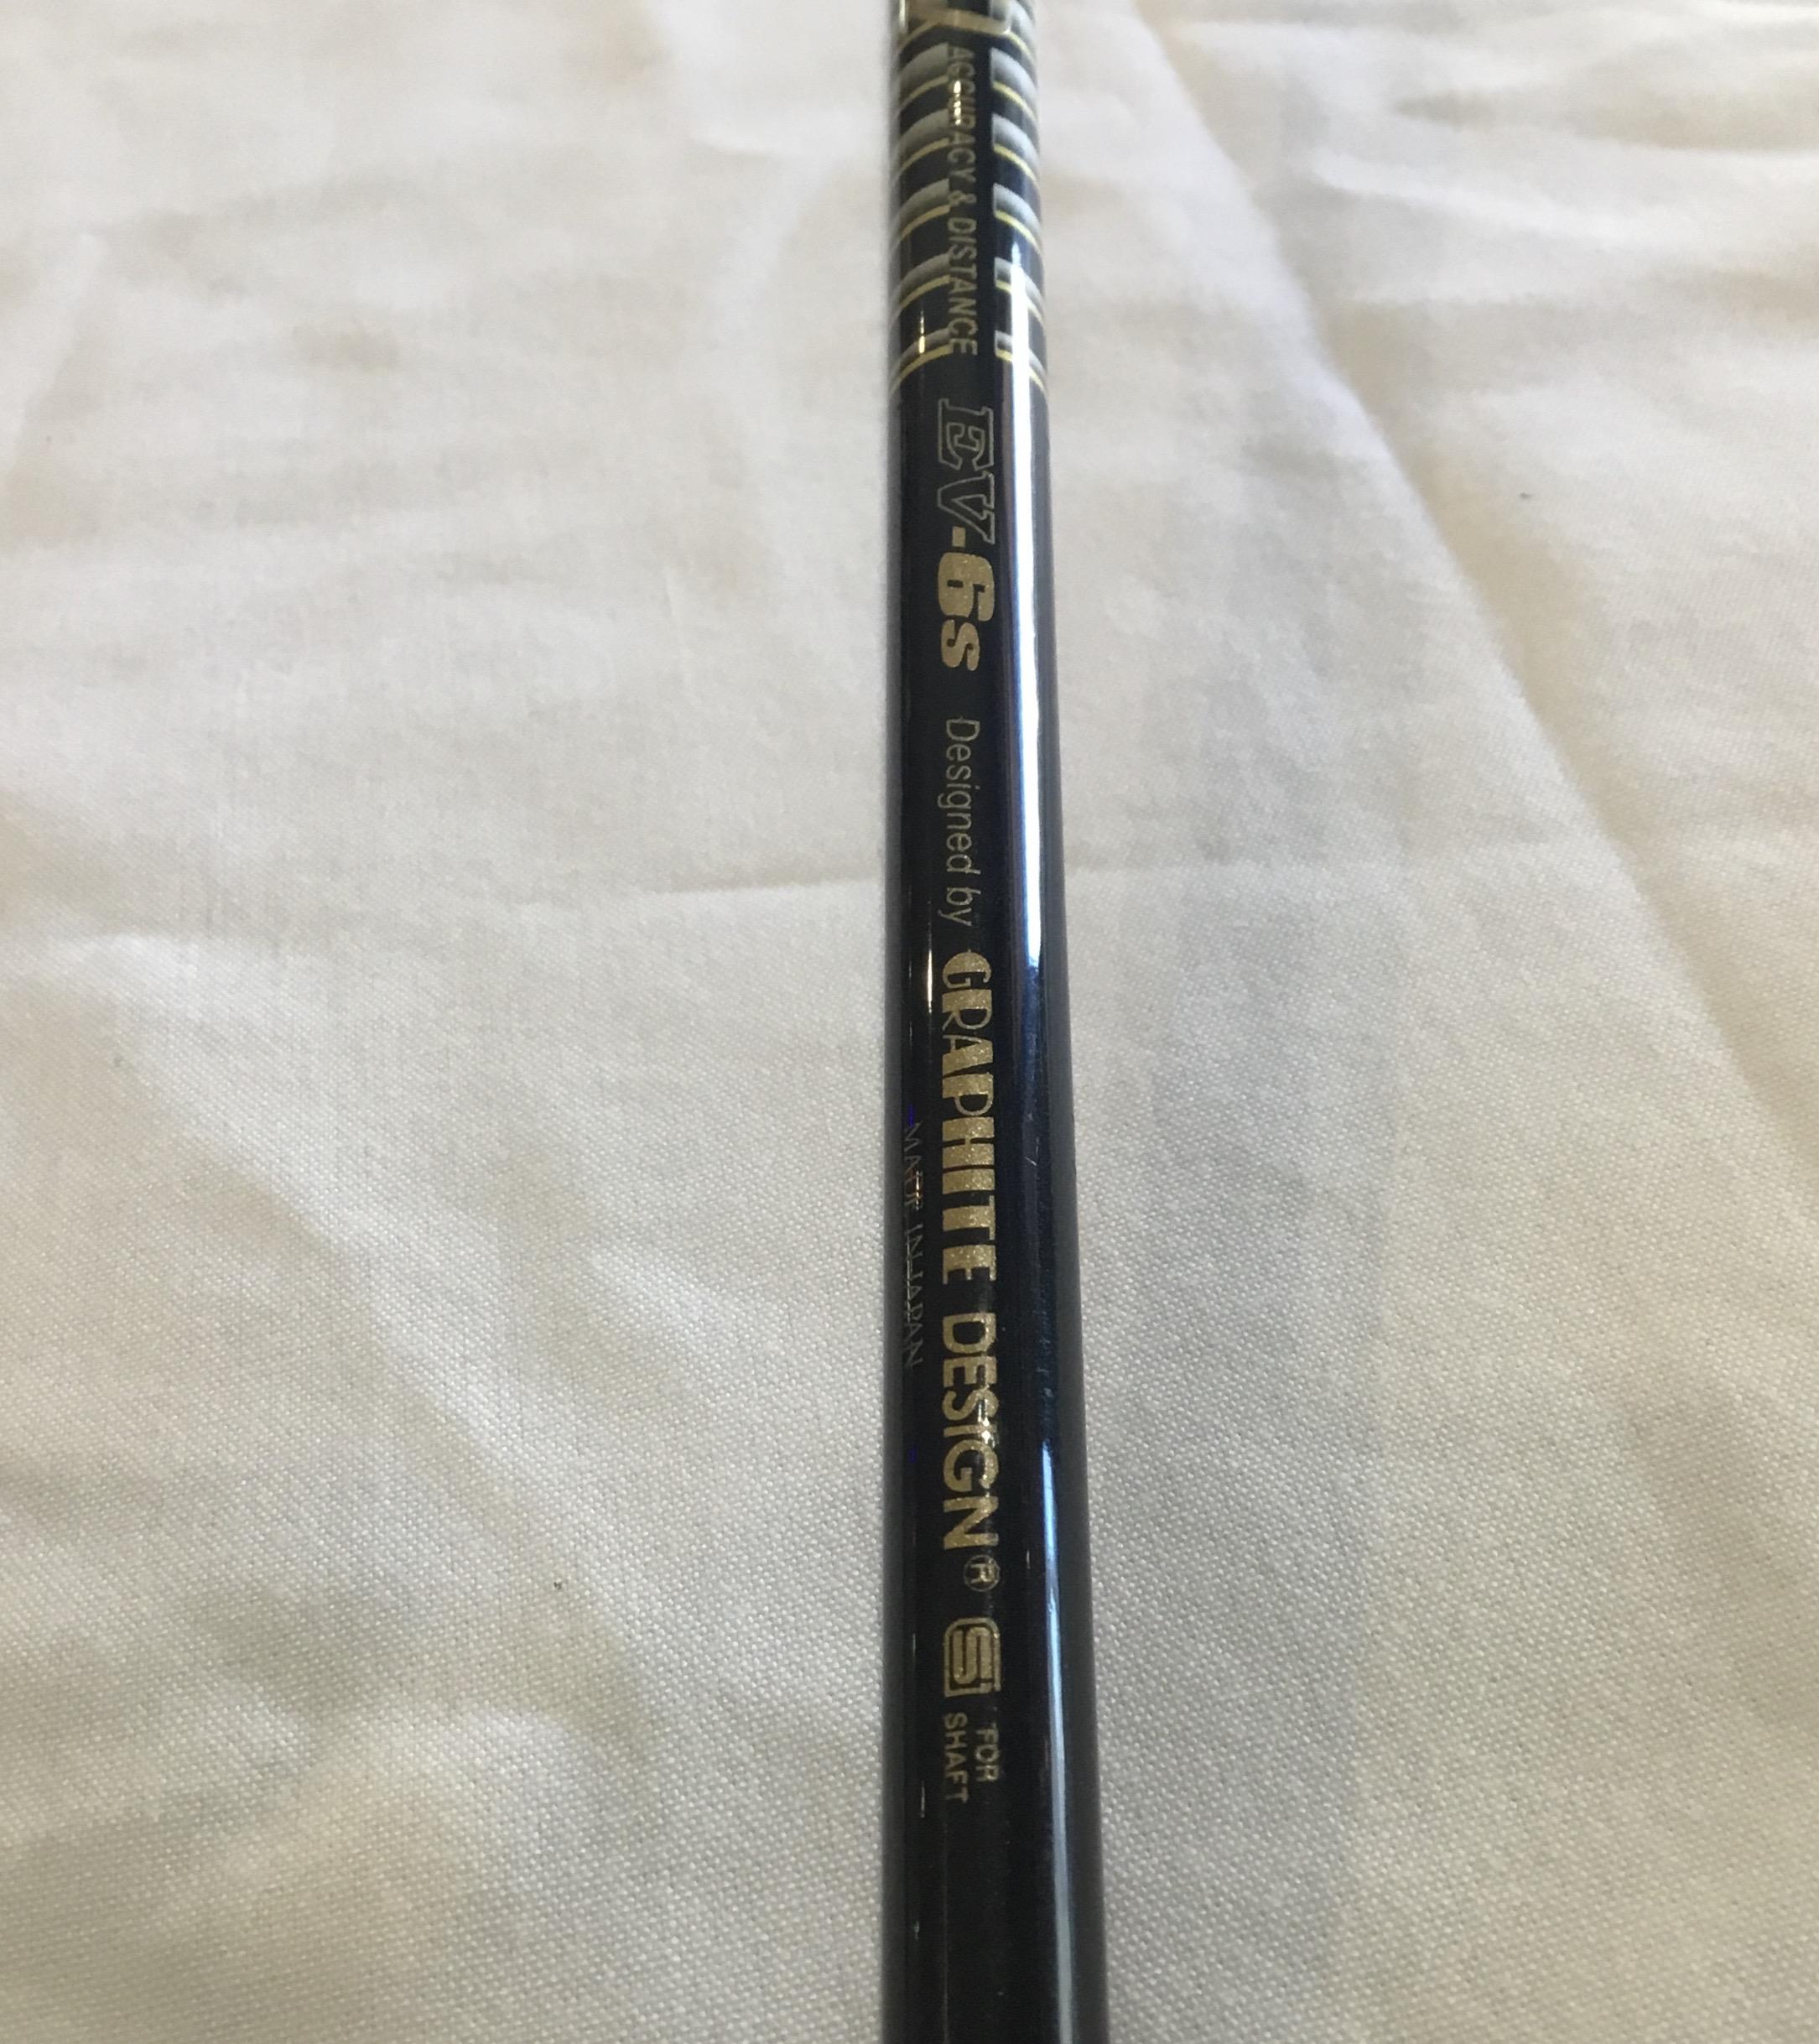 ACCURACY & DISTANCE
EV-6s Designed by GRAPHITE DESIGN® S FOR SHAFT
MADE IN JAPAN